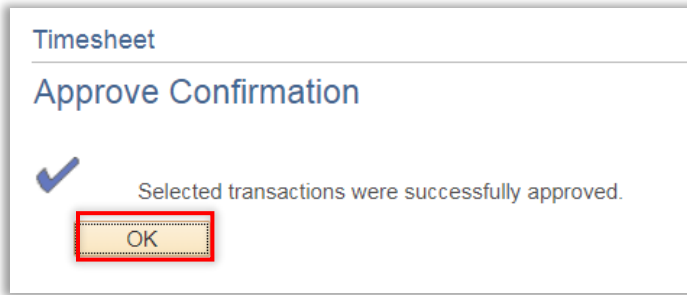 Timesheet
Approve Confirmation
Selected transactions were successfully approved.
OK